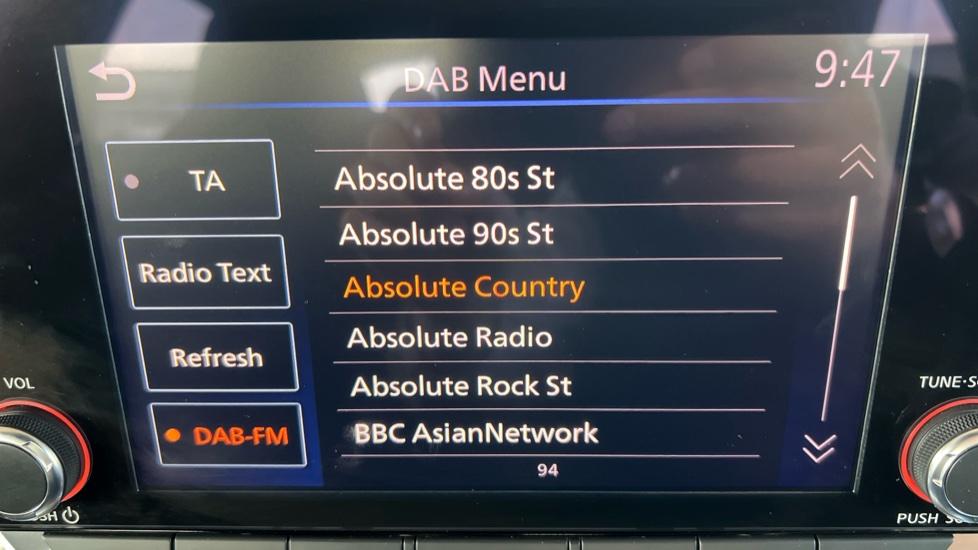 DAB Menu
9:47
TA
Radio Text
Refresh
DAB-FM
Absolute 80s St
Absolute 90s St
Absolute Country
Absolute Radio
Absolute Rock St
BBC AsianNetwork
94
VOL
TUNE·S
PUSH